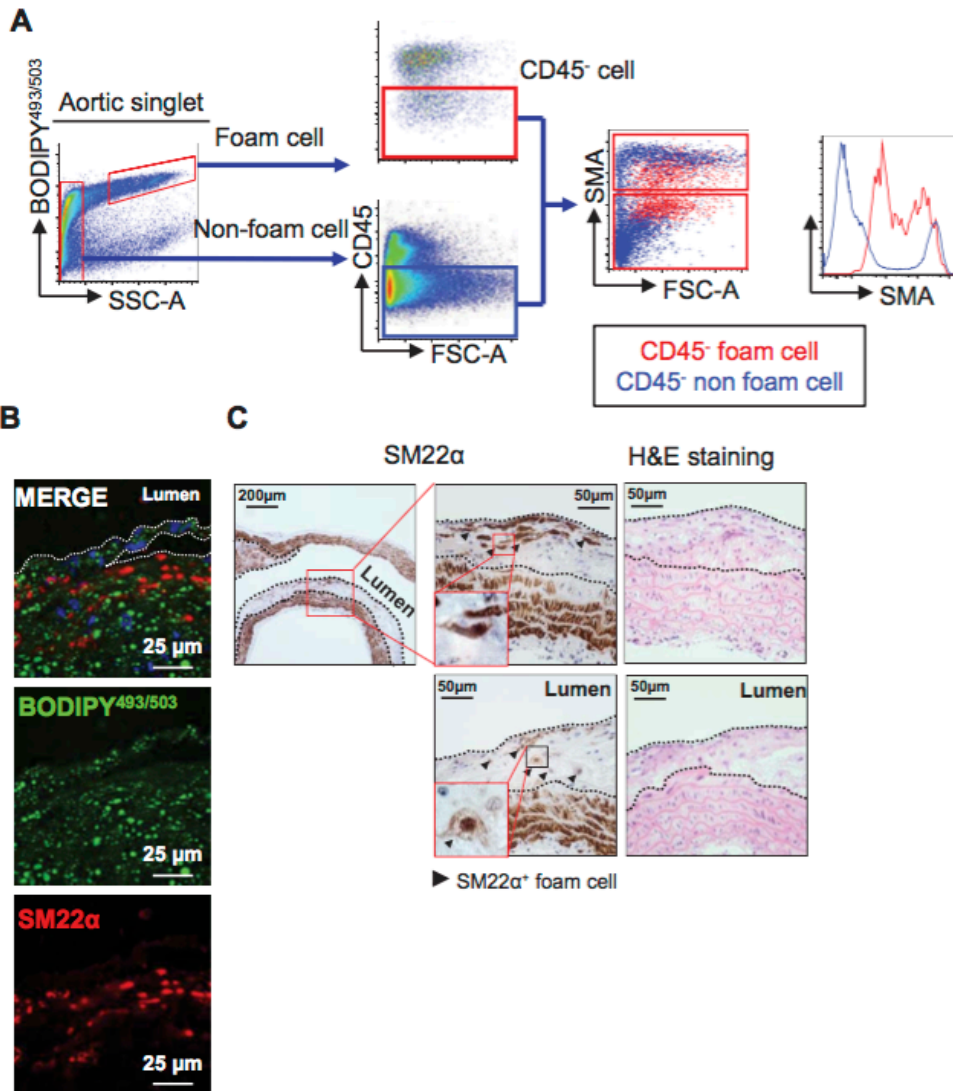 A
BODIPY493/503
Aortic singlet
Foam cell
Non-foam cell
SSC-A
CD45- cell
CD45
FSC-A
SMA
FSC-A
SMA
CD45- foam cell
CD45- non foam cell
B
MERGE
Lumen
25 µm
BODIPY493/503
25 µm
SM22α
25 µm
C
SM22α
H&E staining
200µm
Lumen
50µm
50µm
50µm
Lumen
50µm
Lumen
SM22α+ foam cell